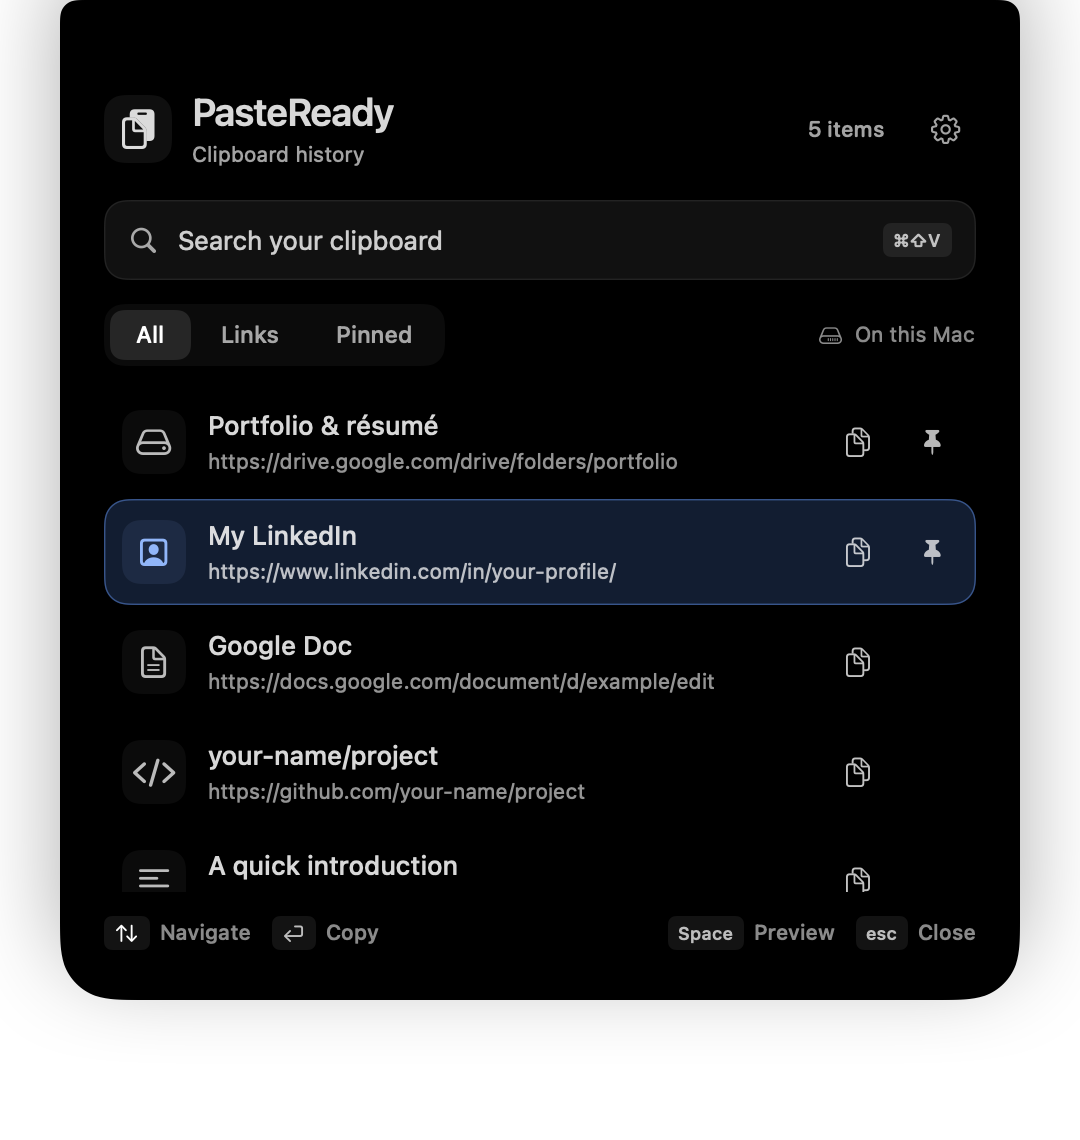 PasteReady
Clipboard history
5 items
Search your clipboard
⌘⇧V
All
Links
Pinned
On this Mac
Portfolio & résumé
https://drive.google.com/drive/folders/portfolio
My LinkedIn
https://www.linkedin.com/in/your-profile/
Google Doc
https://docs.google.com/document/d/example/edit
your-name/project
https://github.com/your-name/project
A quick introduction
Navigate
Copy
Space
Preview
esc
Close